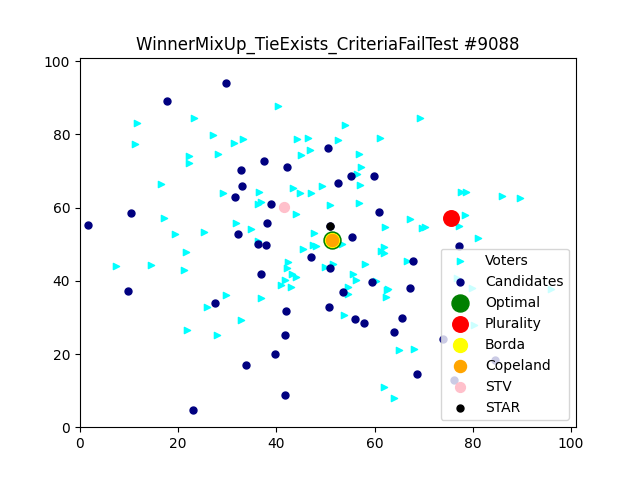 WinnerMixUp_TieExists_CriteriaFailTest #9088
100
80
60
40
20
0
Voters
Candidates
Optimal
Plurality
Borda
Copeland
STV
STAR
0 20 40 60 80 100